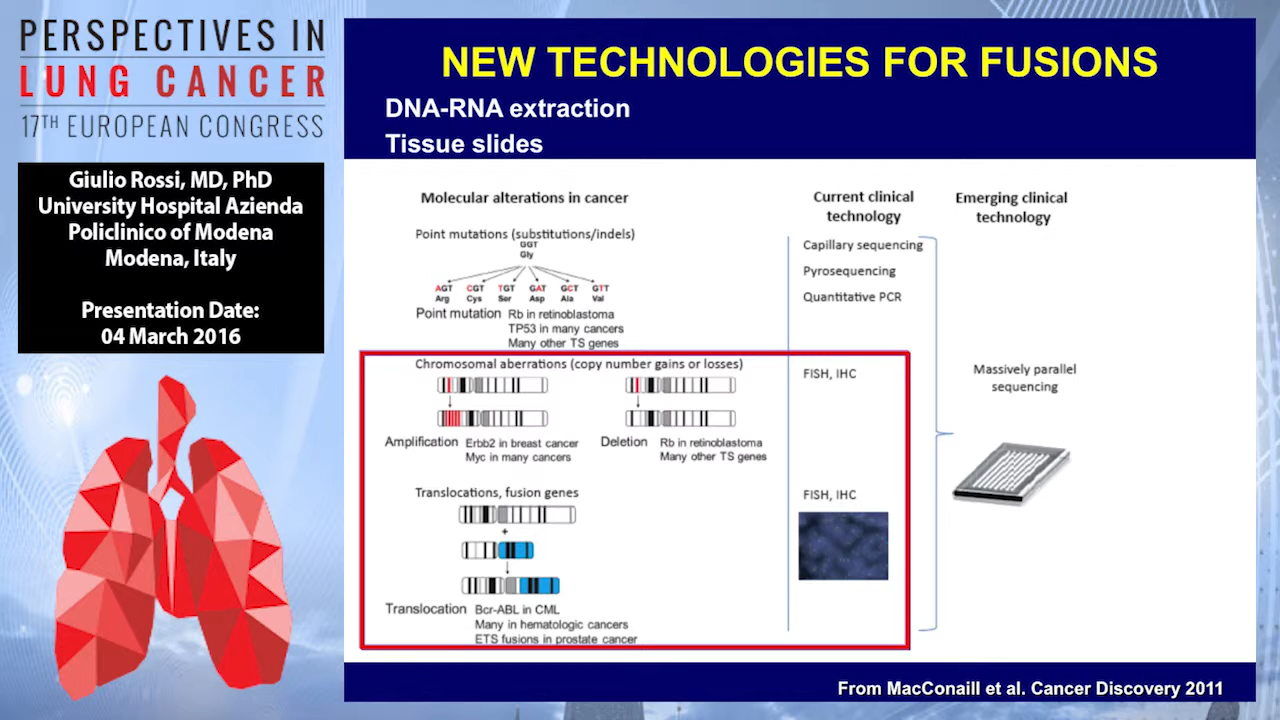 PERSPECTIVES IN
LUNG CANCER
17TH EUROPEAN CONGRESS
Giulio Rossi, MD, PhD
University Hospital Azienda
Policlinico of Modena
Modena, Italy
Presentation Date:
04 March 2016
NEW TECHNOLOGIES FOR FUSIONS
DNA-RNA extraction
Tissue slides
Molecular alterations in cancer
Current clinical
technology
Emerging clinical
technology
Point mutations (substitutions/indels)
GGT
Gly
AGT CGT TGT GAT GCT GTT
Arg Cys Ser Asp Ala Val
Point mutation Rb in retinoblastoma
TP53 in many cancers
Many other TS genes
Capillary sequencing
Pyrosequencing
Quantitative PCR
Chromosomal aberrations (copy number gains or losses)
FISH, IHC
Massively parallel
sequencing
Amplification Erbb2 in breast cancer
Myc in many cancers
Deletion Rb in retinoblastoma
Many other TS genes
Translocations, fusion genes
FISH, IHC
+
Translocation Bcr-ABL in CML
Many in hematologic cancers
ETS fusions in prostate cancer
From MacConaill et al. Cancer Discovery 2011